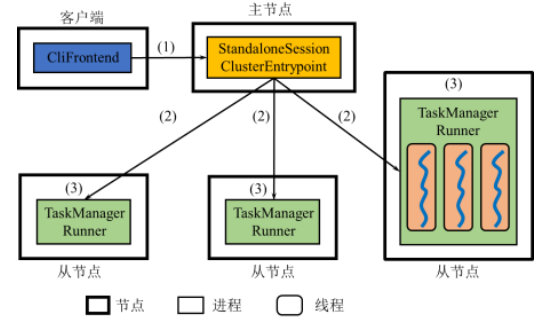 客户端
主节点
CliFrontend
(1)
StandaloneSession
ClusterEntrypoint
(2)
(2)
(2)
(3)
TaskManager
Runner
(3)
TaskManager
Runner
(3)
TaskManager
Runner
从节点
从节点
从节点
节点
进程
线程